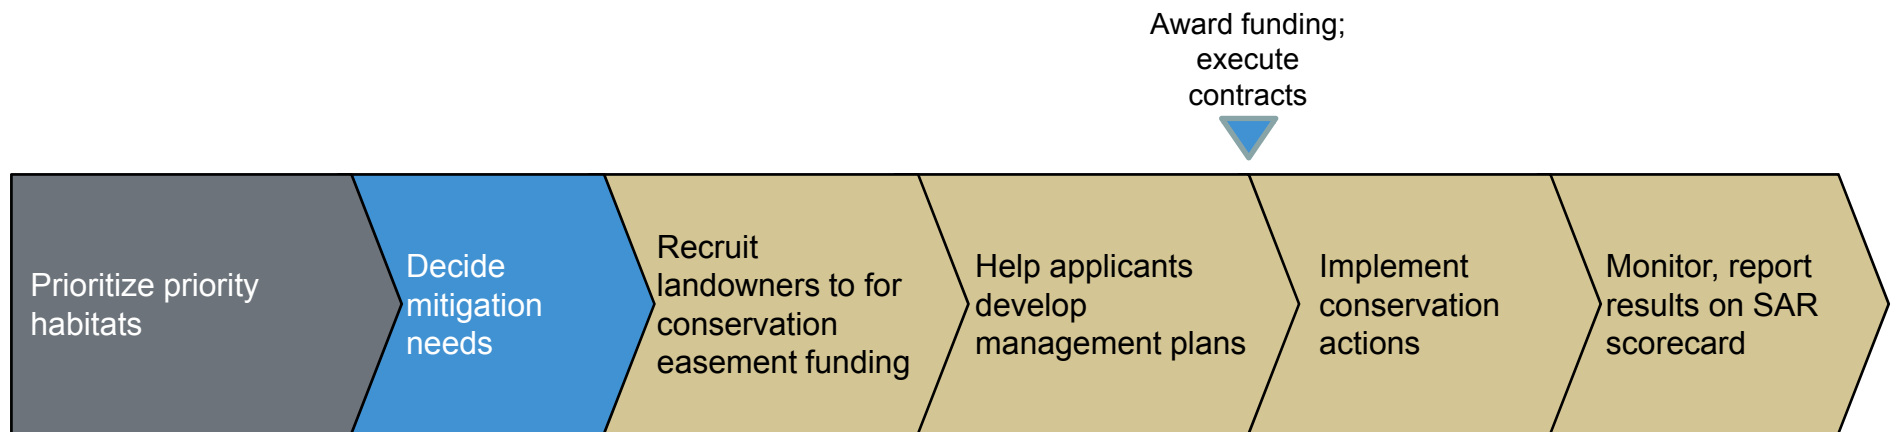 Award funding;
execute
contracts
Prioritize priority
habitats
Decide
mitigation
needs
Recruit
landowners to for
conservation
easement funding
Help applicants
develop
management plans
Implement
conservation
actions
Monitor, report
results on SAR
scorecard